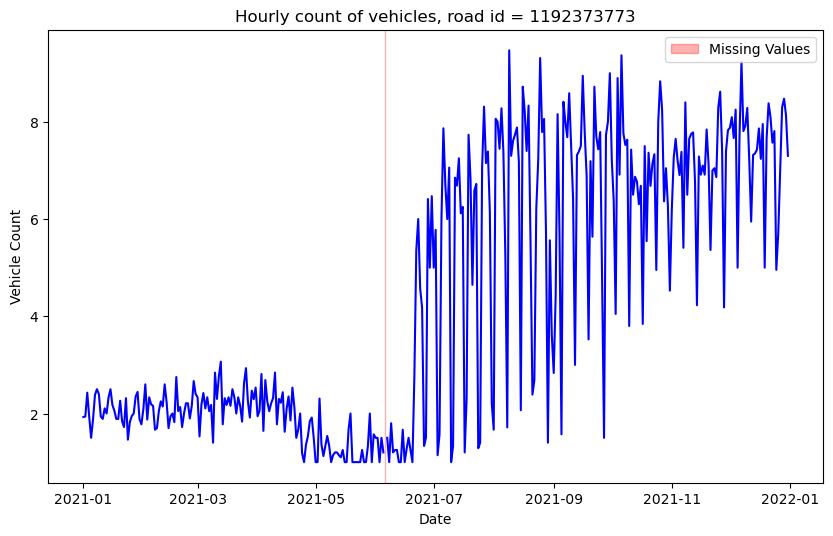 Hourly count of vehicles, road id = 1192373773
Missing Values
Vehicle Count
8
6
4
2
2021-01 2021-03 2021-05 2021-07 2021-09 2021-11 2022-01
Date